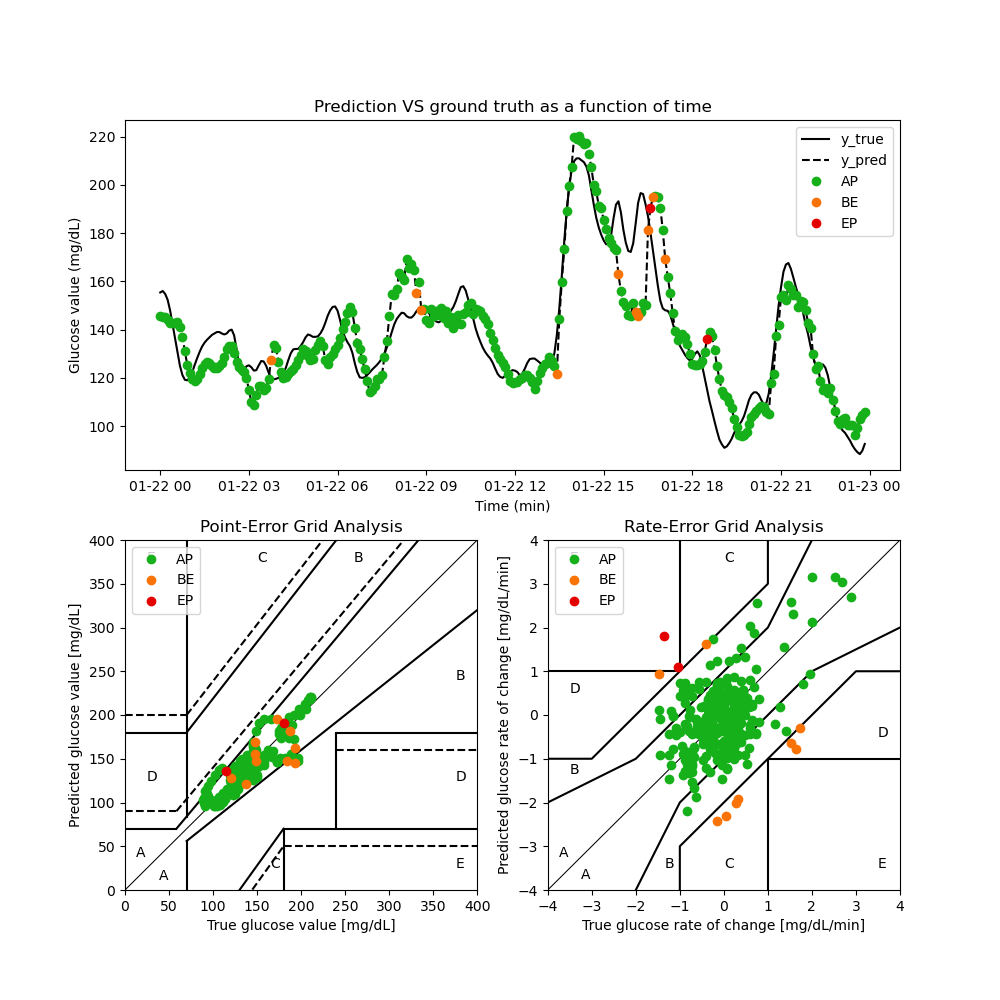 Prediction VS ground truth as a function of time
Glucose value (mg/dL)
220
200
180
160
140
120
100
y_true
y_pred
AP
BE
EP
01-22 00 01-22 03 01-22 06 01-22 09 01-22 12 01-22 15 01-22 18 01-22 21 01-23 00
Time (min)
Point-Error Grid Analysis
Predicted glucose value [mg/dL]
400
350
300
250
200
150
100
50
0
AP
BE
EP
C
B
B
D
D
A
A
C
E
0 50 100 150 200 250 300 350 400
True glucose value [mg/dL]
Rate-Error Grid Analysis
Predicted glucose rate of change [mg/dL/min]
4
3
2
1
0
−1
−2
−3
−4
AP
BE
EP
C
D
D
B
A
A
B
C
E
−4 −3 −2 −1 0 1 2 3 4
True glucose rate of change [mg/dL/min]